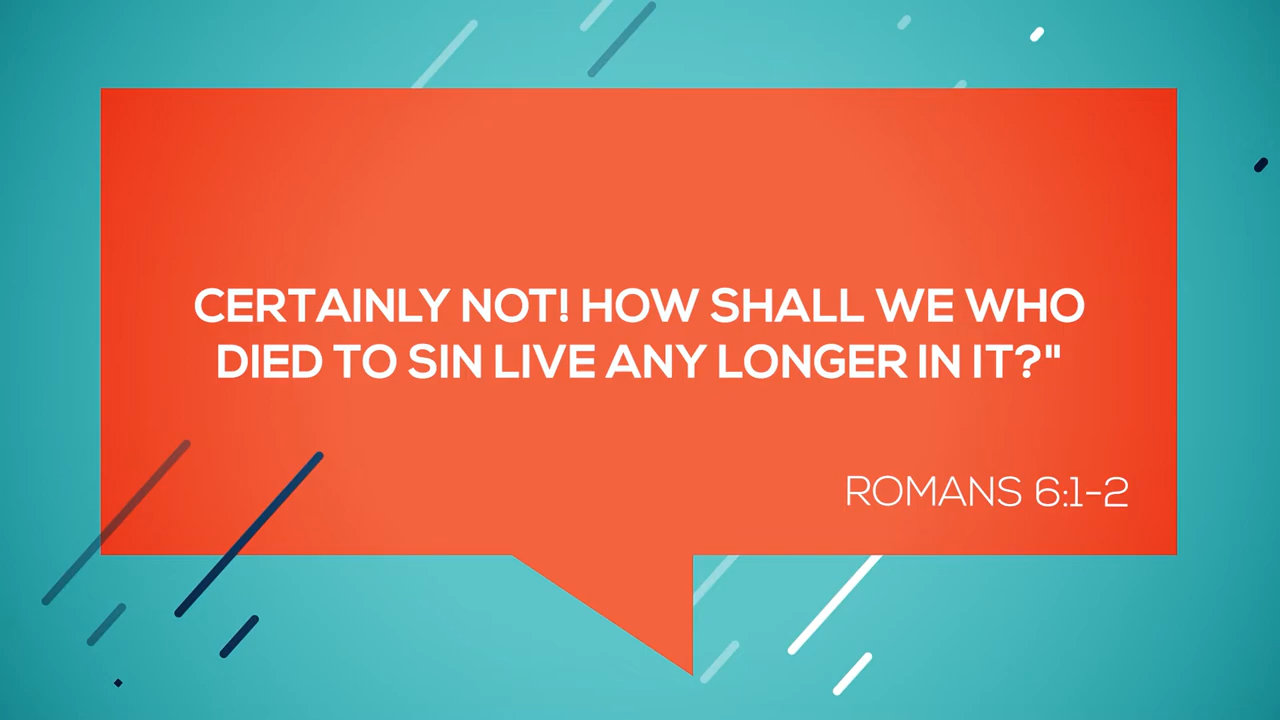 CERTAINLY NOT! HOW SHALL WE WHO
DIED TO SIN LIVE ANY LONGER IN IT?"
ROMANS 6:1-2